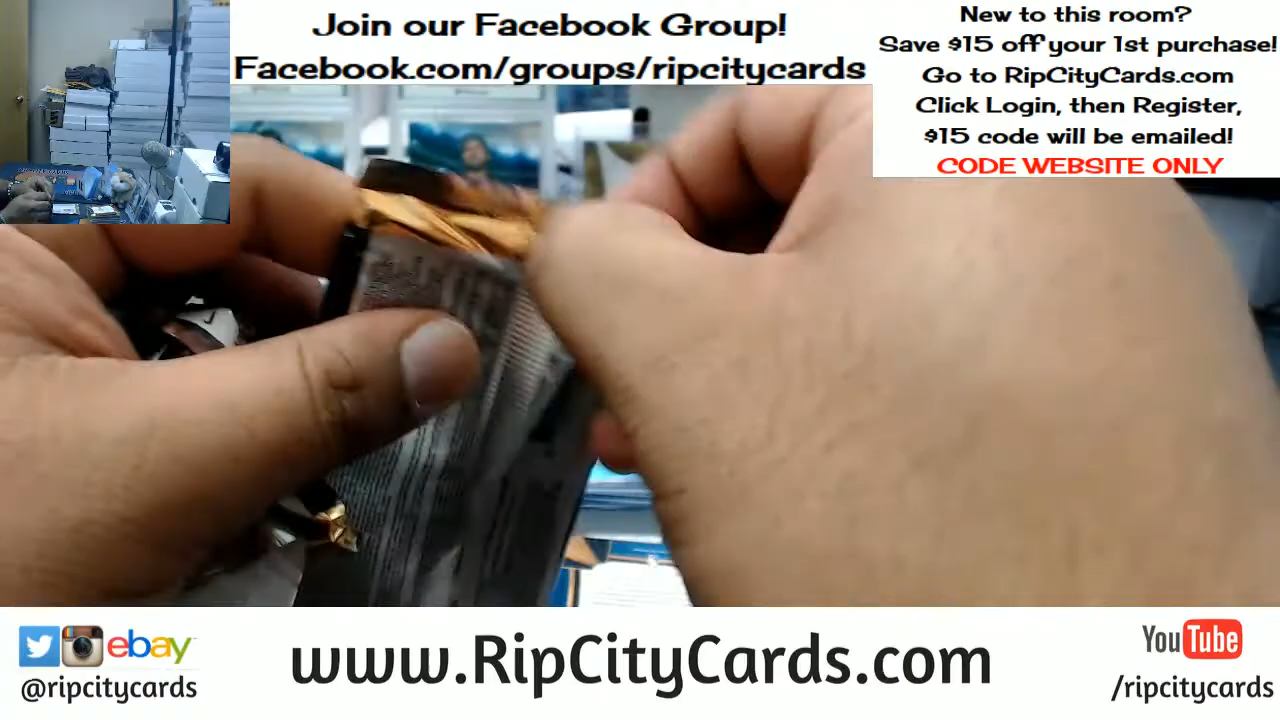 Join our Facebook Group!
Facebook.com/groups/ripcitycards
New to this room?
Save $15 off your 1st purchase!
Go to RipCityCards.com
Click Login, then Register,
$15 code will be emailed!
CODE WEBSITE ONLY
ebay
@ripcitycards
www.RipCityCards.com
YouTube
/ripcitycards